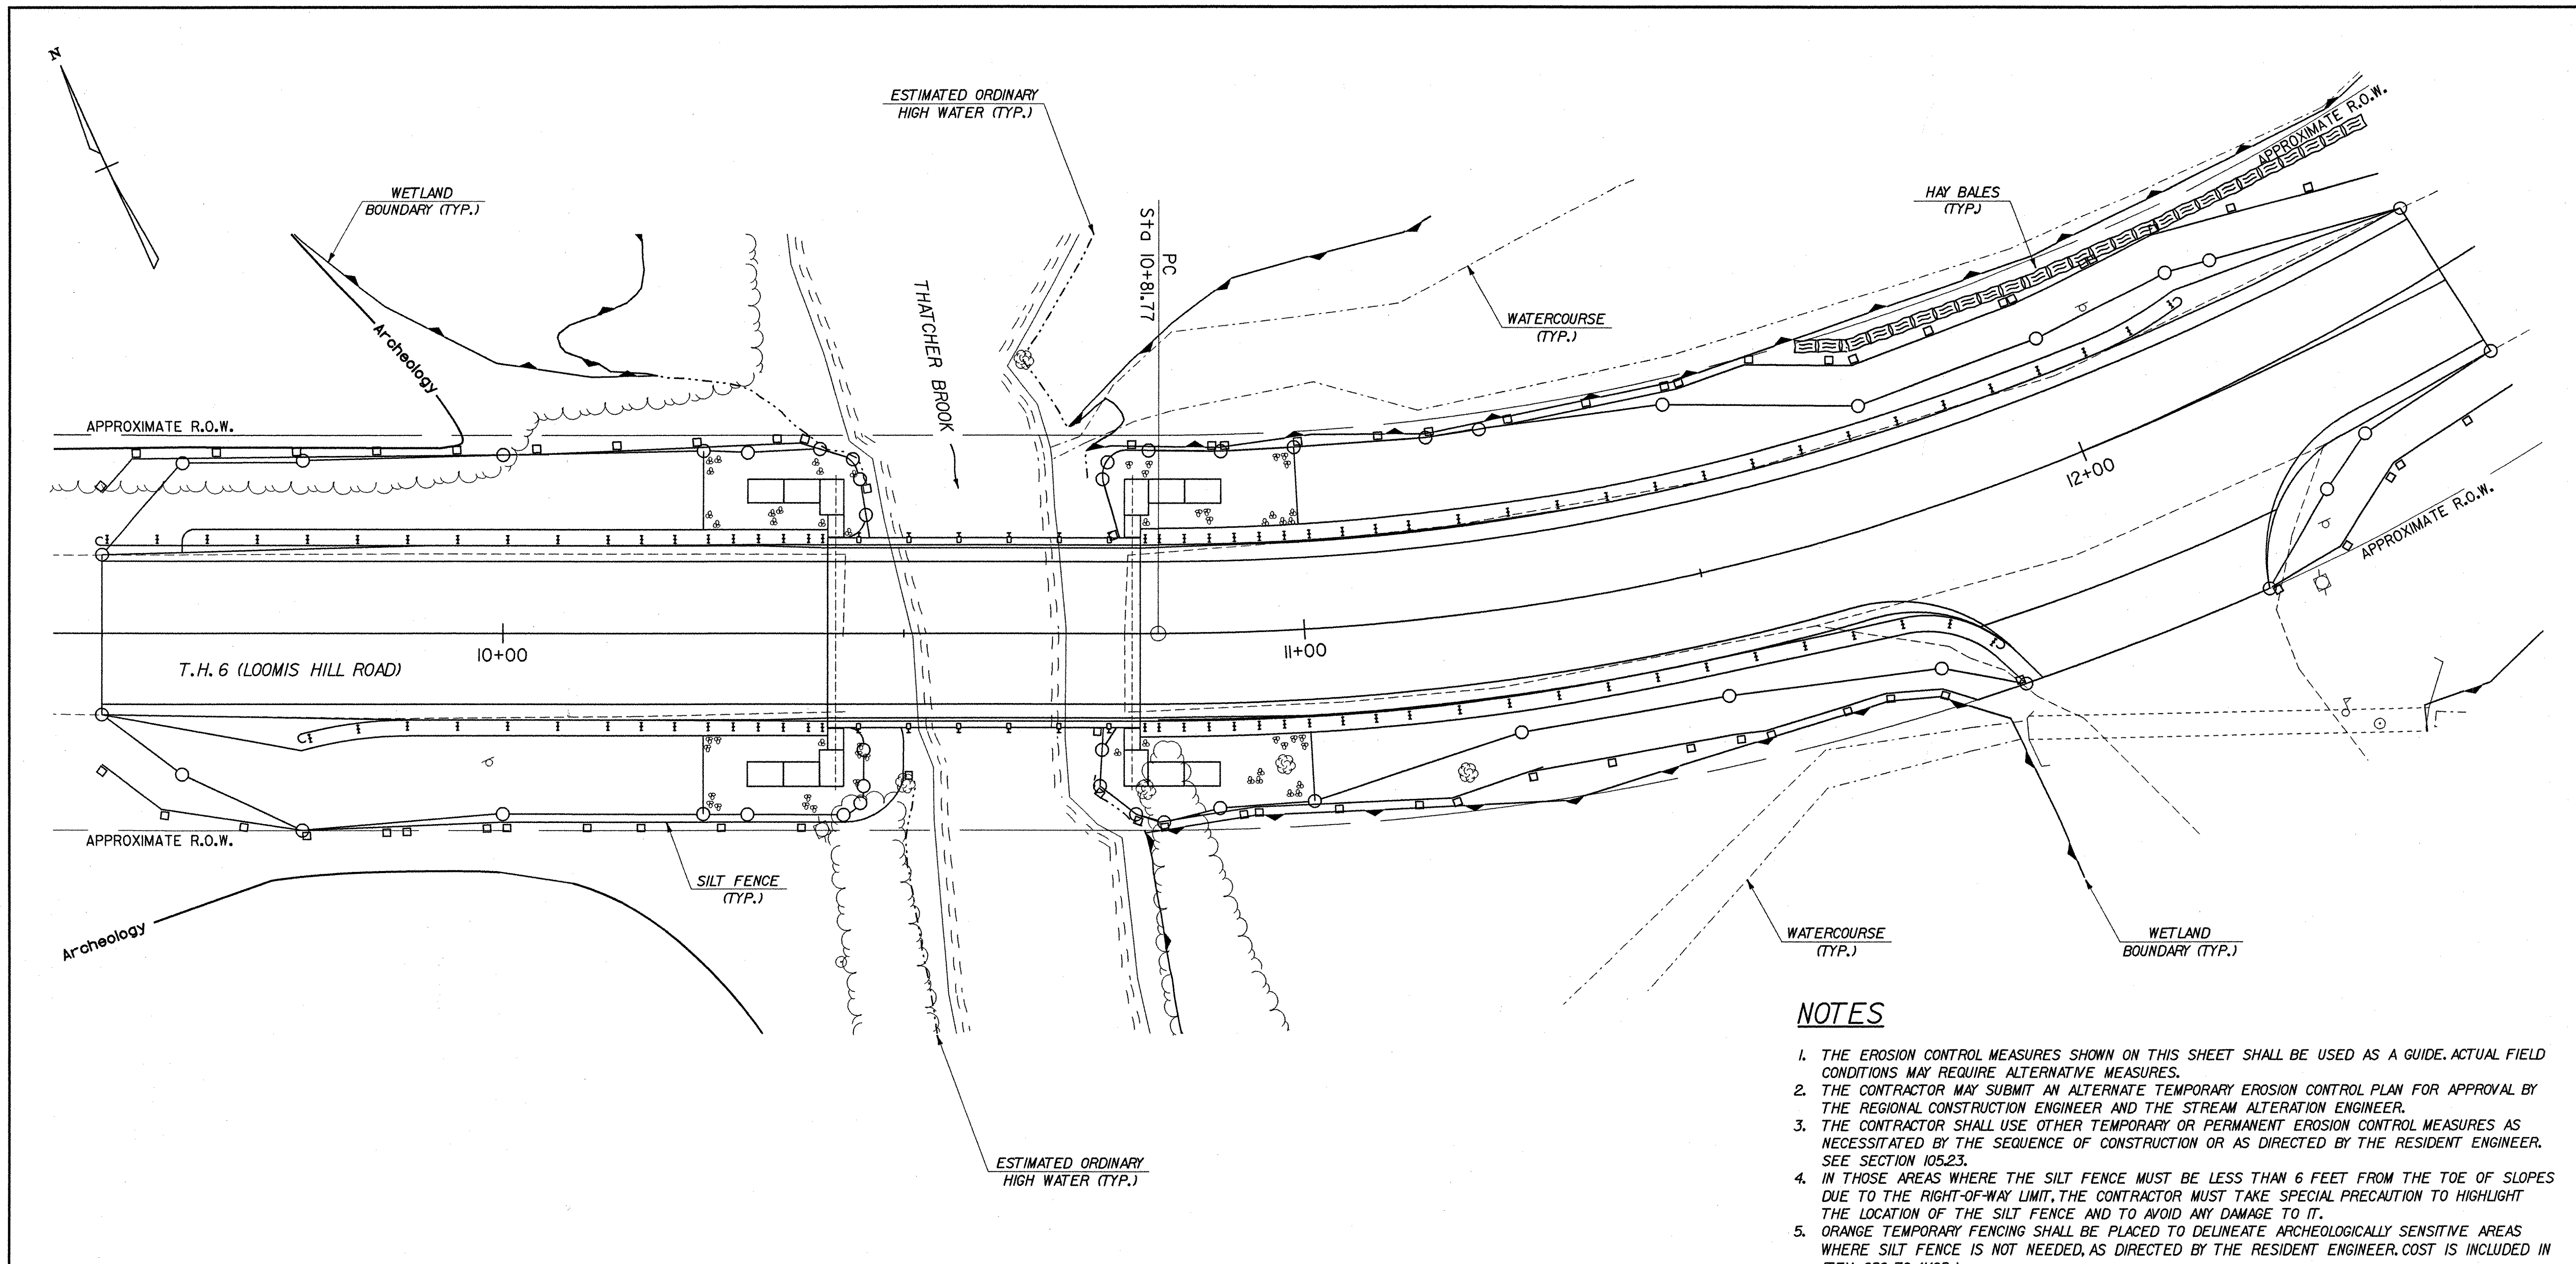 N
ESTIMATED ORDINARY
HIGH WATER (TYP.)
WETLAND
BOUNDARY (TYP.)
APPROXIMATE R.O.W.
HAY BALES
(TYP.)
PC
Sta 10+81.77
THATCHER BROOK
WATERCOURSE
(TYP.)
Archeology
APPROXIMATE R.O.W.
12+00
APPROXIMATE R.O.W.
10+00
11+00
T.H. 6 (LOOMIS HILL ROAD)
APPROXIMATE R.O.W.
SILT FENCE
(TYP.)
Archeology
WATERCOURSE
(TYP.)
WETLAND
BOUNDARY (TYP.)
ESTIMATED ORDINARY
HIGH WATER (TYP.)
NOTES
1. THE EROSION CONTROL MEASURES SHOWN ON THIS SHEET SHALL BE USED AS A GUIDE. ACTUAL FIELD
CONDITIONS MAY REQUIRE ALTERNATIVE MEASURES.
2. THE CONTRACTOR MAY SUBMIT AN ALTERNATE TEMPORARY EROSION CONTROL PLAN FOR APPROVAL BY
THE REGIONAL CONSTRUCTION ENGINEER AND THE STREAM ALTERATION ENGINEER.
3. THE CONTRACTOR SHALL USE OTHER TEMPORARY OR PERMANENT EROSION CONTROL MEASURES AS
NECESSITATED BY THE SEQUENCE OF CONSTRUCTION OR AS DIRECTED BY THE RESIDENT ENGINEER.
SEE SECTION 105.23.
4. IN THOSE AREAS WHERE THE SILT FENCE MUST BE LESS THAN 6 FEET FROM THE TOE OF SLOPES
DUE TO THE RIGHT-OF-WAY LIMIT, THE CONTRACTOR MUST TAKE SPECIAL PRECAUTION TO HIGHLIGHT
THE LOCATION OF THE SILT FENCE AND TO AVOID ANY DAMAGE TO IT.
5. ORANGE TEMPORARY FENCING SHALL BE PLACED TO DELINEATE ARCHEOLOGICALLY SENSITIVE AREAS
WHERE SILT FENCE IS NOT NEEDED, AS DIRECTED BY THE RESIDENT ENGINEER. COST IS INCLUDED IN